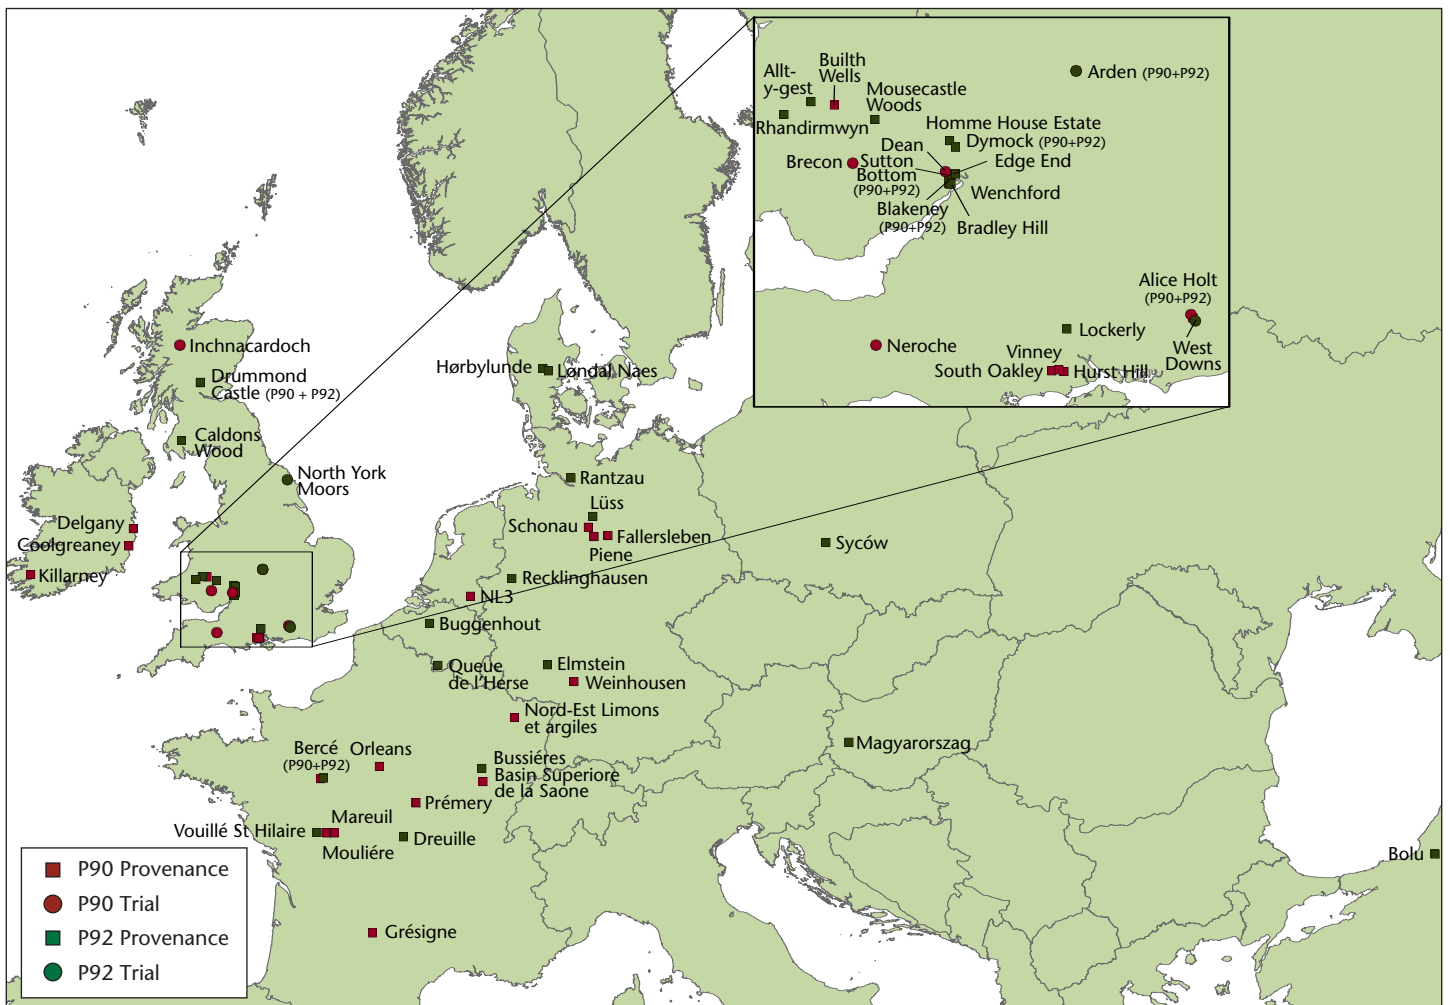 Allt-
y-gest
Builth
Wells
Mousecastle
Woods
Rhandirmwyn
Arden (P90+P92)
Homme House Estate
Dymock (P90+P92)
Dean
Edge End
Brecon
Sutton
Bottom
(P90+P92)
Wenchford
Blakeney
(P90+P92)
Bradley Hill
Alice Holt
(P90+P92)
Lockerly
Neroche
Vinney
West
Downs
South Oakley
Hurst Hill
Inchnacardoch
Drummond
Castle (P90 + P92)
Hørbylunde
Løndal Naes
Caldons
Wood
North York
Moors
Rantzau
Lüss
Delgany
Schonau
Fallersleben
Coolgreaney
Piene
Syców
Killarney
Recklinghausen
NL3
Buggenhout
Queue
de l'Herse
Elmstein
Weinhousen
Nord-Est Limons
et argiles
Magyarorszag
Bercé
(P90+P92)
Orleans
Bussiéres
Basin Superiore
de la Saone
Prémery
Mareuil
Vouillé St Hilaire
Dreuille
Mouliére
Bolu
Grésigne
P90 Provenance
P90 Trial
P92 Provenance
P92 Trial